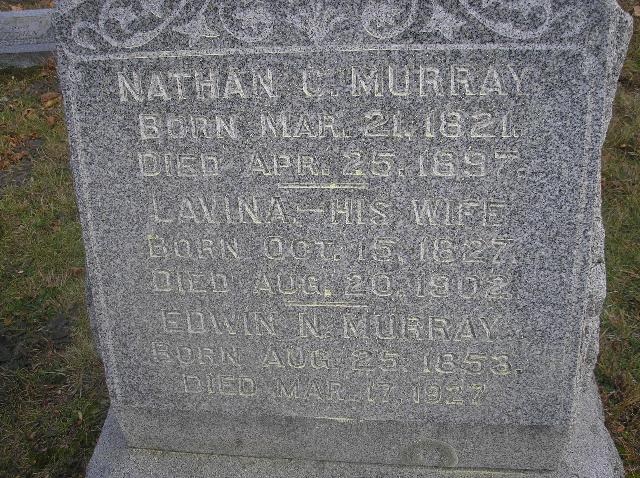 NATHAN C. MURRAY
BORN MAR. 21. 1821.
DIED APR. 25. 1897.
LAVINA,—HIS WIFE
BORN OCT. 15, 1827.
DIED AUG. 20. 1902
EDWIN N. MURRAY
BORN AUG. 25. 1853.
DIED MAR. 17. 1927